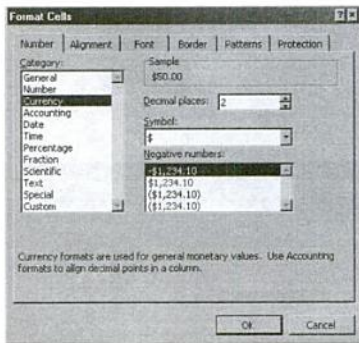 Format Cells
Number
Alignment
Font
Border
Patterns
Protection
Category:
General
Number
Currency
Accounting
Date
Time
Percentage
Fraction
Scientific
Text
Special
Custom
Sample
$50.00
Decimal places:
2
Symbol:
$
Negative numbers:
-$1,234.10
$1,234.10
($1,234.10)
($1,234.10)
Currency formats are used for general monetary values. Use Accounting
formats to align decimal points in a column.
OK
Cancel